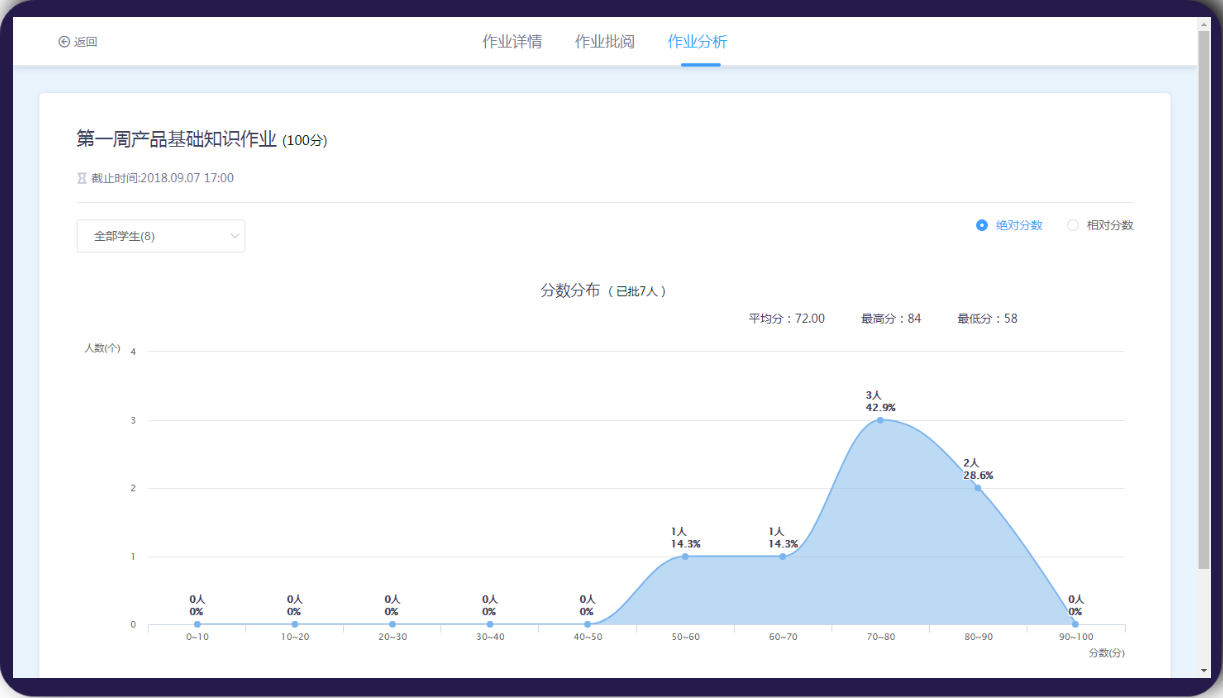 返回
作业详情 作业批阅 作业分析
第一周产品基础知识作业 (100分)
截止时间:2018.09.07 17:00
全部学生(8)
绝对分数 相对分数
分数分布 ( 已批7人 )
平均分：72.00 最高分：84 最低分：58
人数(个)
4
3人
42.9%
3
2人
28.6%
2
1人 1人
14.3% 14.3%
1
0人 0人 0人 0人 0人 0人
0% 0% 0% 0% 0% 0%
0
0~10 10~20 20~30 30~40 40~50 50~60 60~70 70~80 80~90 90~100
分数(分)